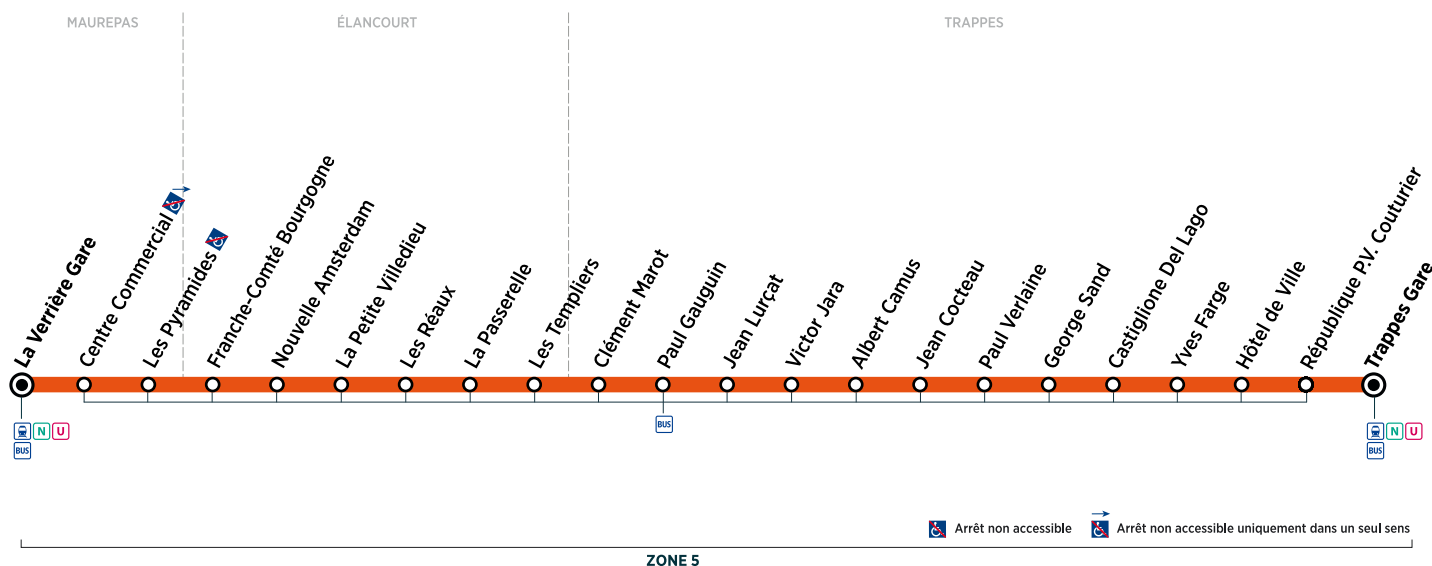 MAUREPAS
ÉLANCOURT
TRAPPES
La Verrière Gare
Centre Commercial
Les Pyramides
Franche-Comté Bourgogne
Nouvelle Amsterdam
La Petite Villedieu
Les Réaux
La Passerelle
Les Templiers
Clément Marot
Paul Gauguin
Jean Lurçat
Victor Jara
Albert Camus
Jean Cocteau
Paul Verlaine
George Sand
Castiglione Del Lago
Yves Farge
Hôtel de Ville
République P.V. Couturier
Trappes Gare
N U
BUS
BUS
N U
BUS
Arrêt non accessible
Arrêt non accessible uniquement dans un seul sens
ZONE 5